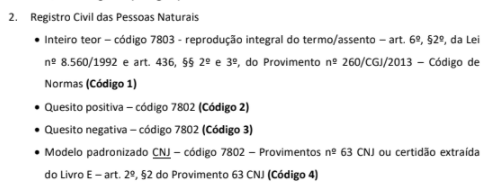 2. Registro Civil das Pessoas Naturais
• Inteiro teor – código 7803 - reprodução integral do termo/assento – art. 6º, §2º, da Lei
nº 8.560/1992 e art. 436, §§ 2º e 3º, do Provimento nº 260/CGJ/2013 – Código de
Normas (Código 1)
• Quesito positiva – código 7802 (Código 2)
• Quesito negativa – código 7802 (Código 3)
• Modelo padronizado CNJ – código 7802 – Provimentos nº 63 CNJ ou certidão extraída
do Livro E – art. 2º, §2 do Provimento 63 CNJ (Código 4)